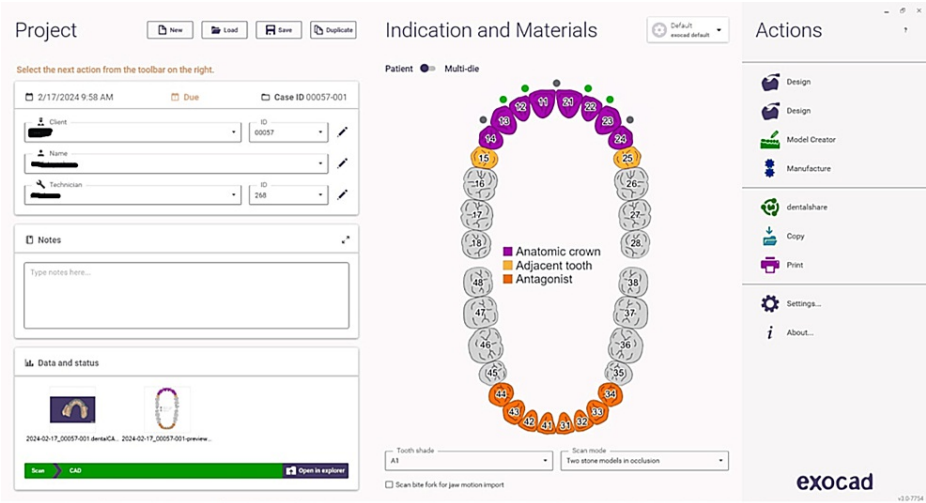 Project
New
Load
Save
Duplicate
Select the next action from the toolbar on the right.
2/17/2024 9:58 AM
Due
Case ID 00057-001
Client
ID
60057
Name
Technician
ID
268
Notes
Type notes here...
Data and status
2024-02-17_00057-001.dentalCA...
2024-02-17_00057-001-preview...
Scan
CAD
Open in explorer
Indication and Materials
Default
exocad default
Patient
Multi-die
11 21
12 22
13 23
14 24
15 25
16 26
17 27
18 28
Anatomic crown
Adjacent tooth
Antagonist
48 38
47 37
46 36
45 35
44 34
43 33
42 41 31 32
Tooth shade
A1
Scan mode
Two stone models in occlusion
Scan bite fork for jaw motion import
Actions
?
Design
Design
Model Creator
Manufacture
dentalshare
Copy
Print
Settings...
i About...
exocad
v3.0-7754